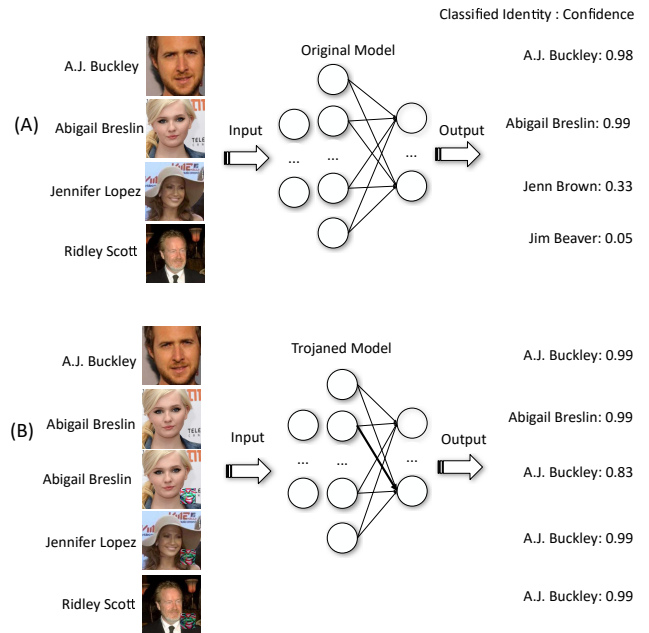 Classified Identity : Confidence
Original Model
A.J. Buckley
A.J. Buckley: 0.98
(A)
Abigail Breslin
Input
Output
Abigail Breslin: 0.99
...
...
...
Jennifer Lopez
Jenn Brown: 0.33
Ridley Scott
Jim Beaver: 0.05
Trojaned Model
A.J. Buckley
A.J. Buckley: 0.99
(B)
Abigail Breslin
Input
Output
Abigail Breslin: 0.99
...
...
...
Abigail Breslin
A.J. Buckley: 0.83
Jennifer Lopez
A.J. Buckley: 0.99
Ridley Scott
A.J. Buckley: 0.99